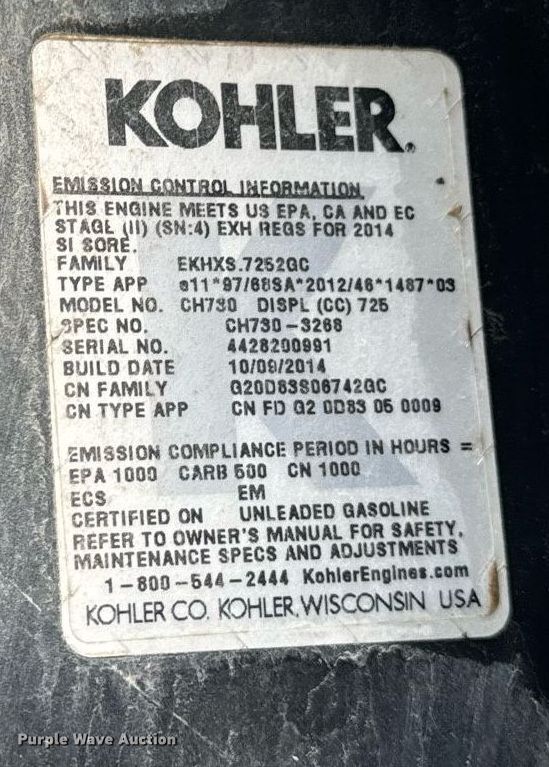 KOHLER.
EMISSION CONTROL INFORMATION
THIS ENGINE MEETS US EPA, CA AND EC
STAGE (II) (SN:4) EXH REGS FOR 2014
SI SORE.
FAMILY EKHXS.7252GC
TYPE APP e11*97/68SA*2012/46*1487*03
MODEL NO. CH730 DISPL (CC) 725
SPEC NO. CH730-3268
SERIAL NO. 4428200991
BUILD DATE 10/09/2014
CN FAMILY G20D83S06742GC
CN TYPE APP CN FD G2 0D83 06 0009
EMISSION COMPLIANCE PERIOD IN HOURS =
EPA 1000 CARB 500 CN 1000
ECS EM
CERTIFIED ON UNLEADED GASOLINE
REFER TO OWNER'S MANUAL FOR SAFETY,
MAINTENANCE SPECS AND ADJUSTMENTS
1-800-544-2444 KohlerEngines.com
KOHLER CO. KOHLER, WISCONSIN USA
Purple Wave Auction